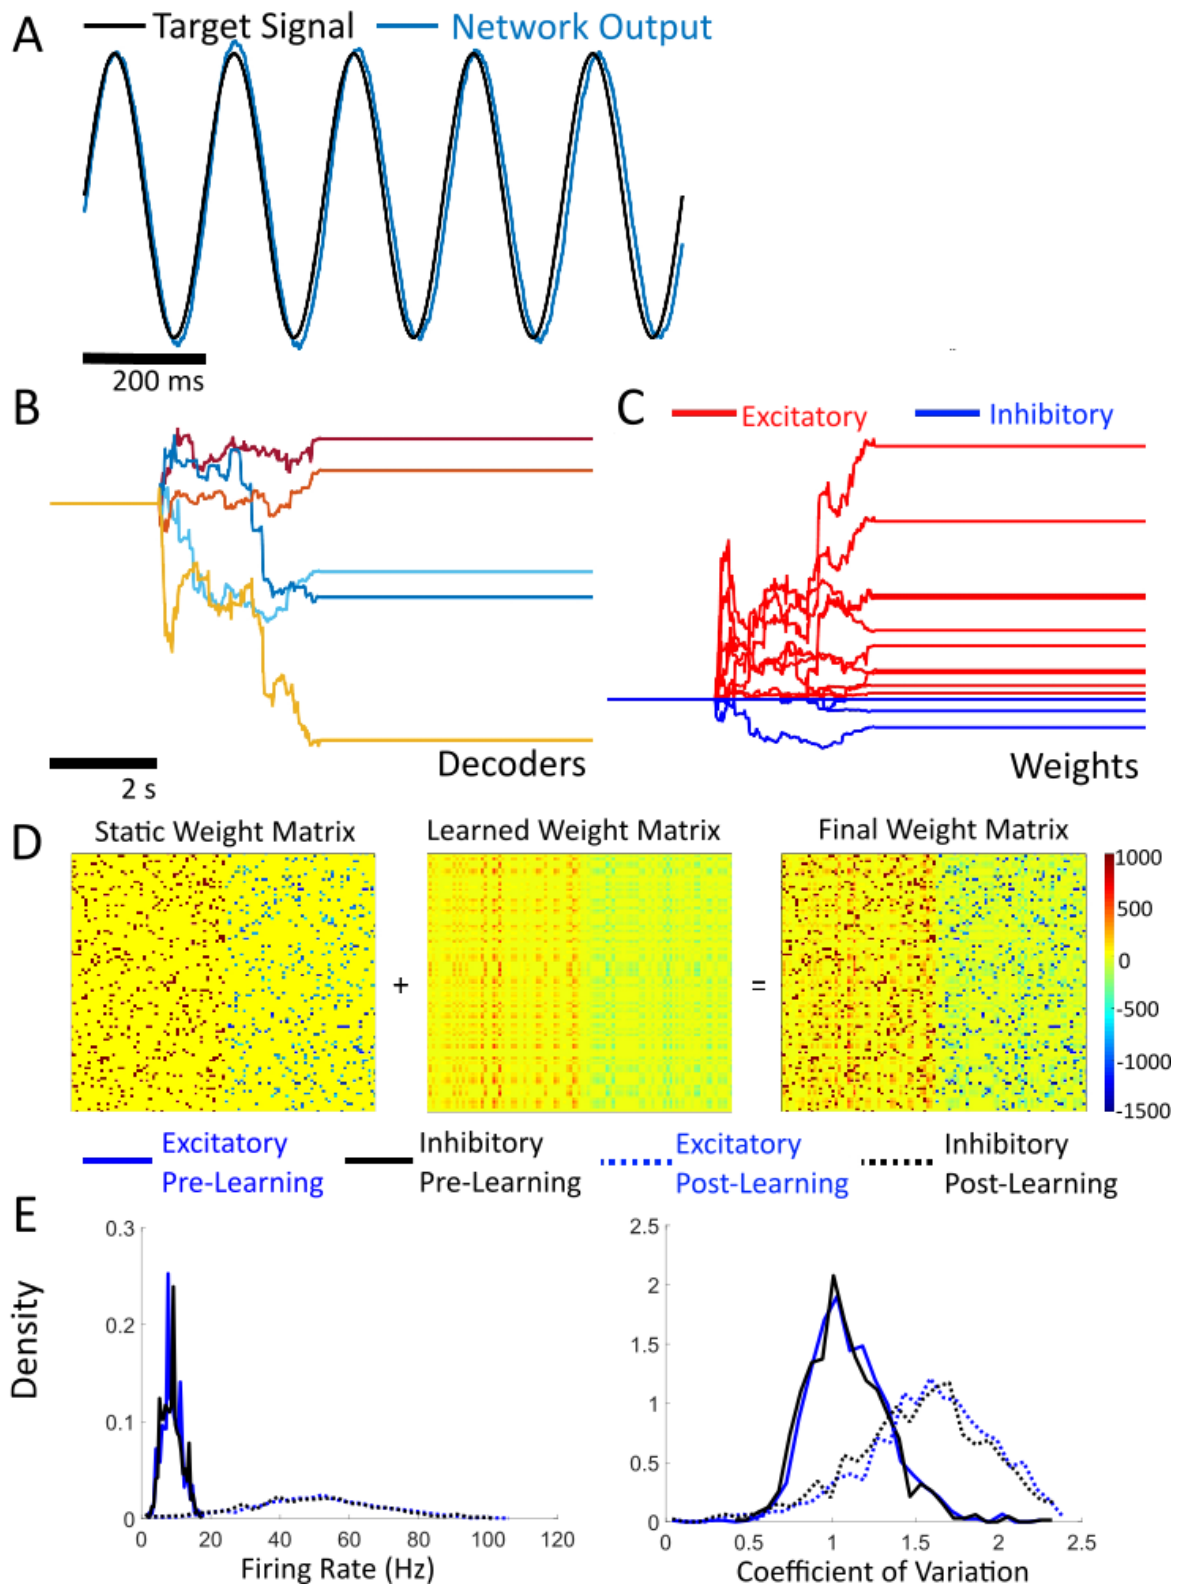 A
Target Signal
Network Output
200 ms
B
Decoders
2 s
C
Excitatory
Inhibitory
Weights
D
Static Weight Matrix
Learned Weight Matrix
Final Weight Matrix
+
=
1000
500
0
-500
-1000
-1500
Excitatory
Pre-Learning
Inhibitory
Pre-Learning
Excitatory
Post-Learning
Inhibitory
Post-Learning
E
Density
0.3
0.2
0.1
0
0 20 40 60 80 100 120
Firing Rate (Hz)
2.5
2
1.5
1
0.5
0
0 0.5 1 1.5 2 2.5
Coefficient of Variation